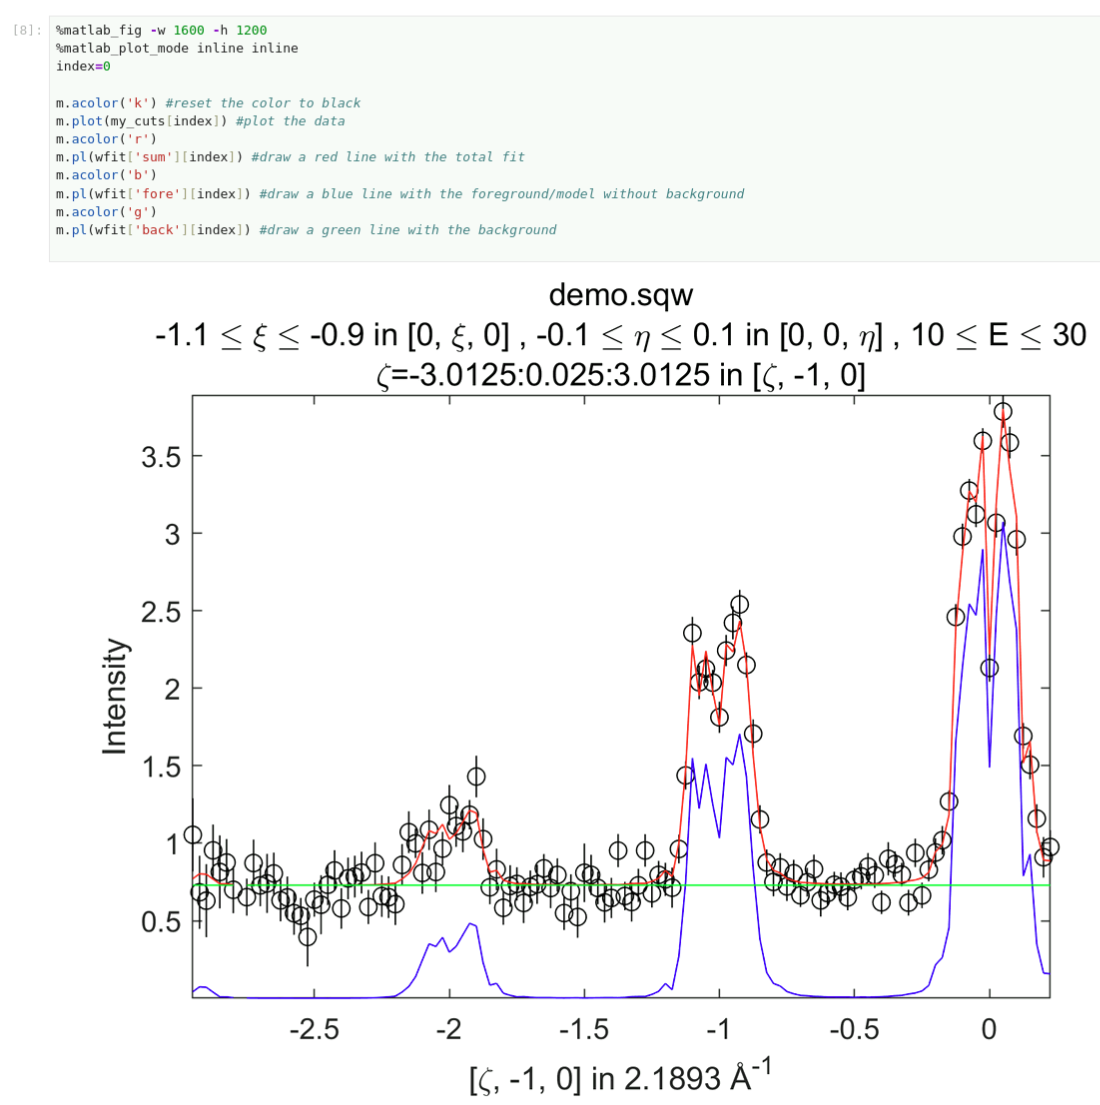 [8]:
%matlab_fig -w 1600 -h 1200
%matlab_plot_mode inline inline
index=0
m.acolor('k') #reset the color to black
m.plot(my_cuts[index]) #plot the data
m.acolor('r')
m.pl(wfit['sum'][index]) #draw a red line with the total fit
m.acolor('b')
m.pl(wfit['fore'][index]) #draw a blue line with the foreground/model without background
m.acolor('g')
m.pl(wfit['back'][index]) #draw a green line with the background
demo.sqw
-1.1 ≤ ξ ≤ -0.9 in [0, ξ, 0] , -0.1 ≤ η ≤ 0.1 in [0, 0, η] , 10 ≤ E ≤ 30
ζ=-3.0125:0.025:3.0125 in [ζ, -1, 0]
3.5
3
2.5
2
1.5
1
0.5
Intensity
-2.5 -2 -1.5 -1 -0.5 0
[ζ, -1, 0] in 2.1893 Å⁻¹